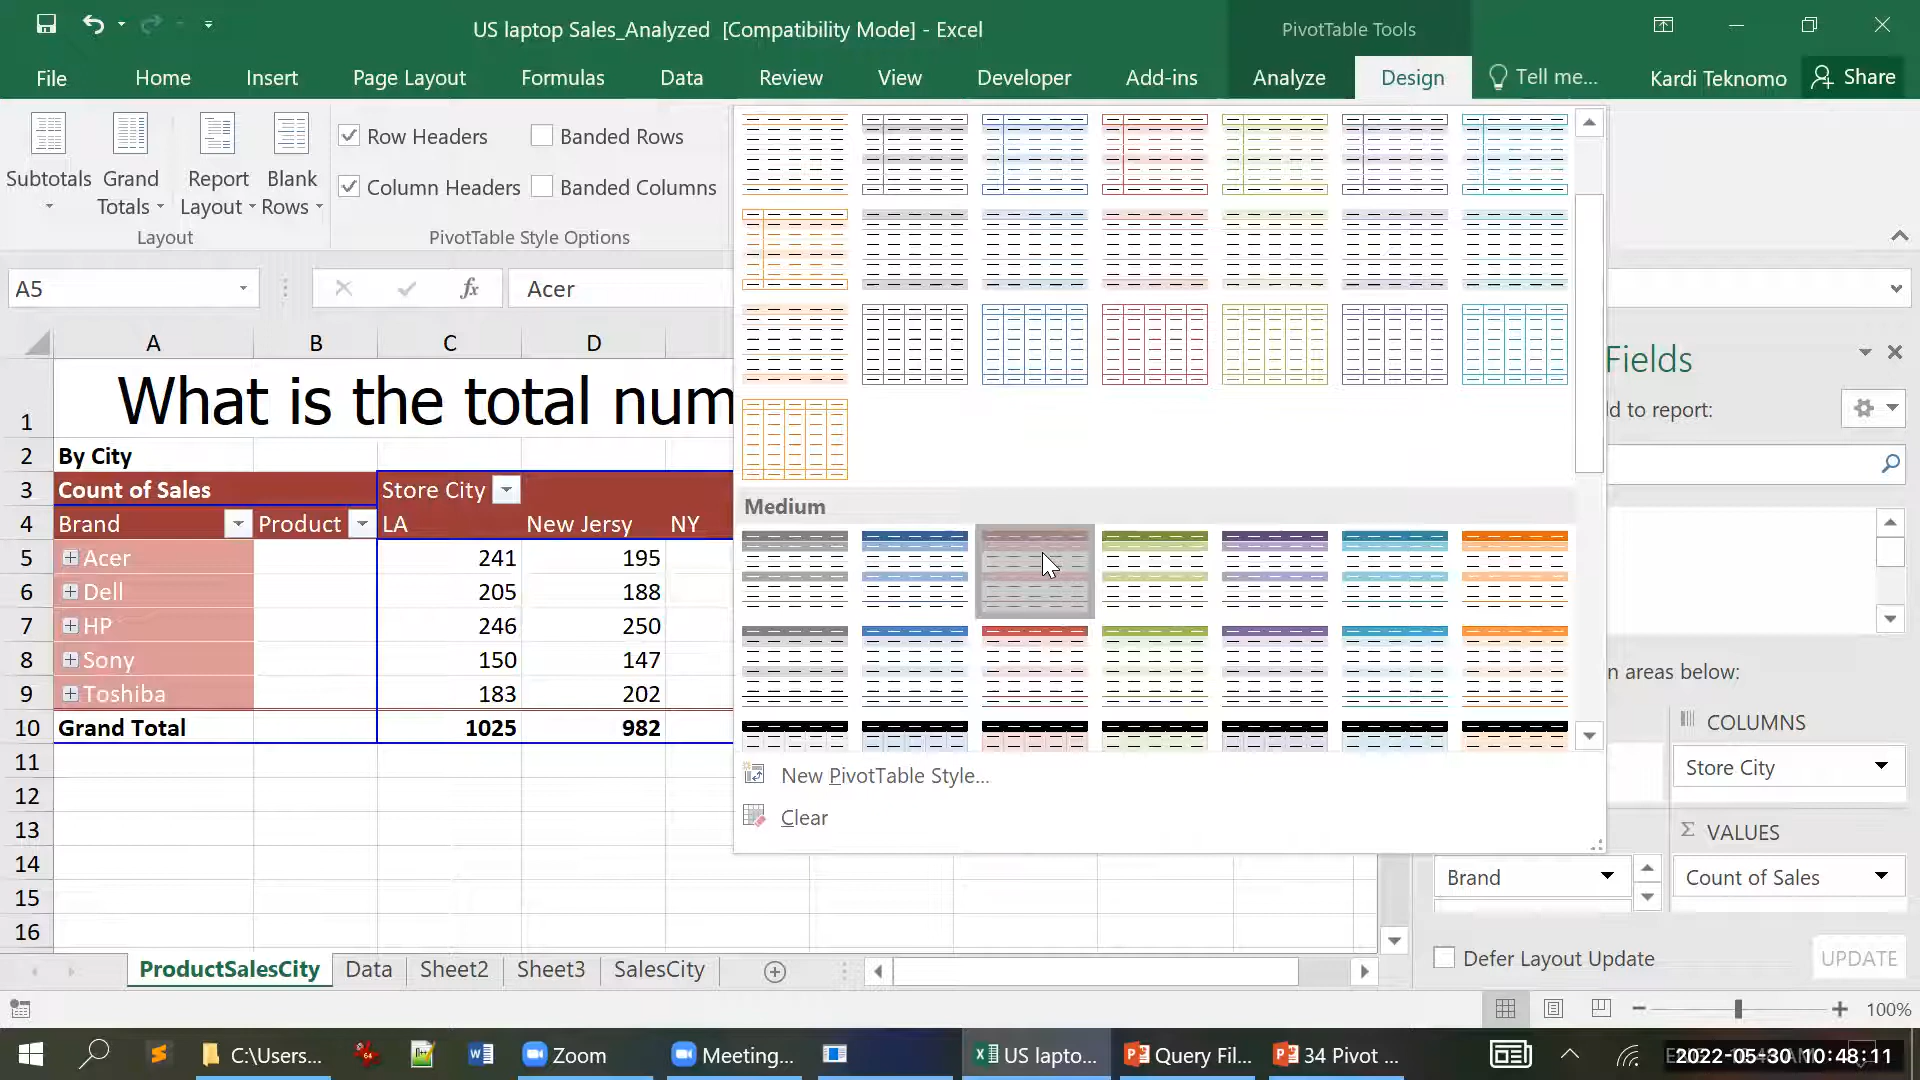 US laptop Sales_Analyzed [Compatibility Mode] - Excel
PivotTable Tools
File Home Insert Page Layout Formulas Data Review View Developer Add-ins Analyze Design Tell me... Kardi Teknomo Share
Subtotals
Grand Totals
Report Layout
Blank Rows
Layout
Row Headers
Banded Rows
Column Headers
Banded Columns
PivotTable Style Options
A5
fx
Acer
A B C D
1 What is the total num
2 By City
3 Count of Sales Store City
4 Brand Product LA New Jersy NY
5 Acer 241 195
6 Dell 205 188
7 HP 246 250
8 Sony 150 147
9 Toshiba 183 202
10 Grand Total 1025 982
11
12
13
14
15
16
Medium
New PivotTable Style...
Clear
Fields
ld to report:
n areas below:
COLUMNS
Store City
Σ VALUES
Brand
Count of Sales
Defer Layout Update
UPDATE
ProductSalesCity Data Sheet2 Sheet3 SalesCity
100%
C:\Users... Zoom Meeting... US lapto... Query Fil... 34 Pivot ...
2022-05-30 10:48:11